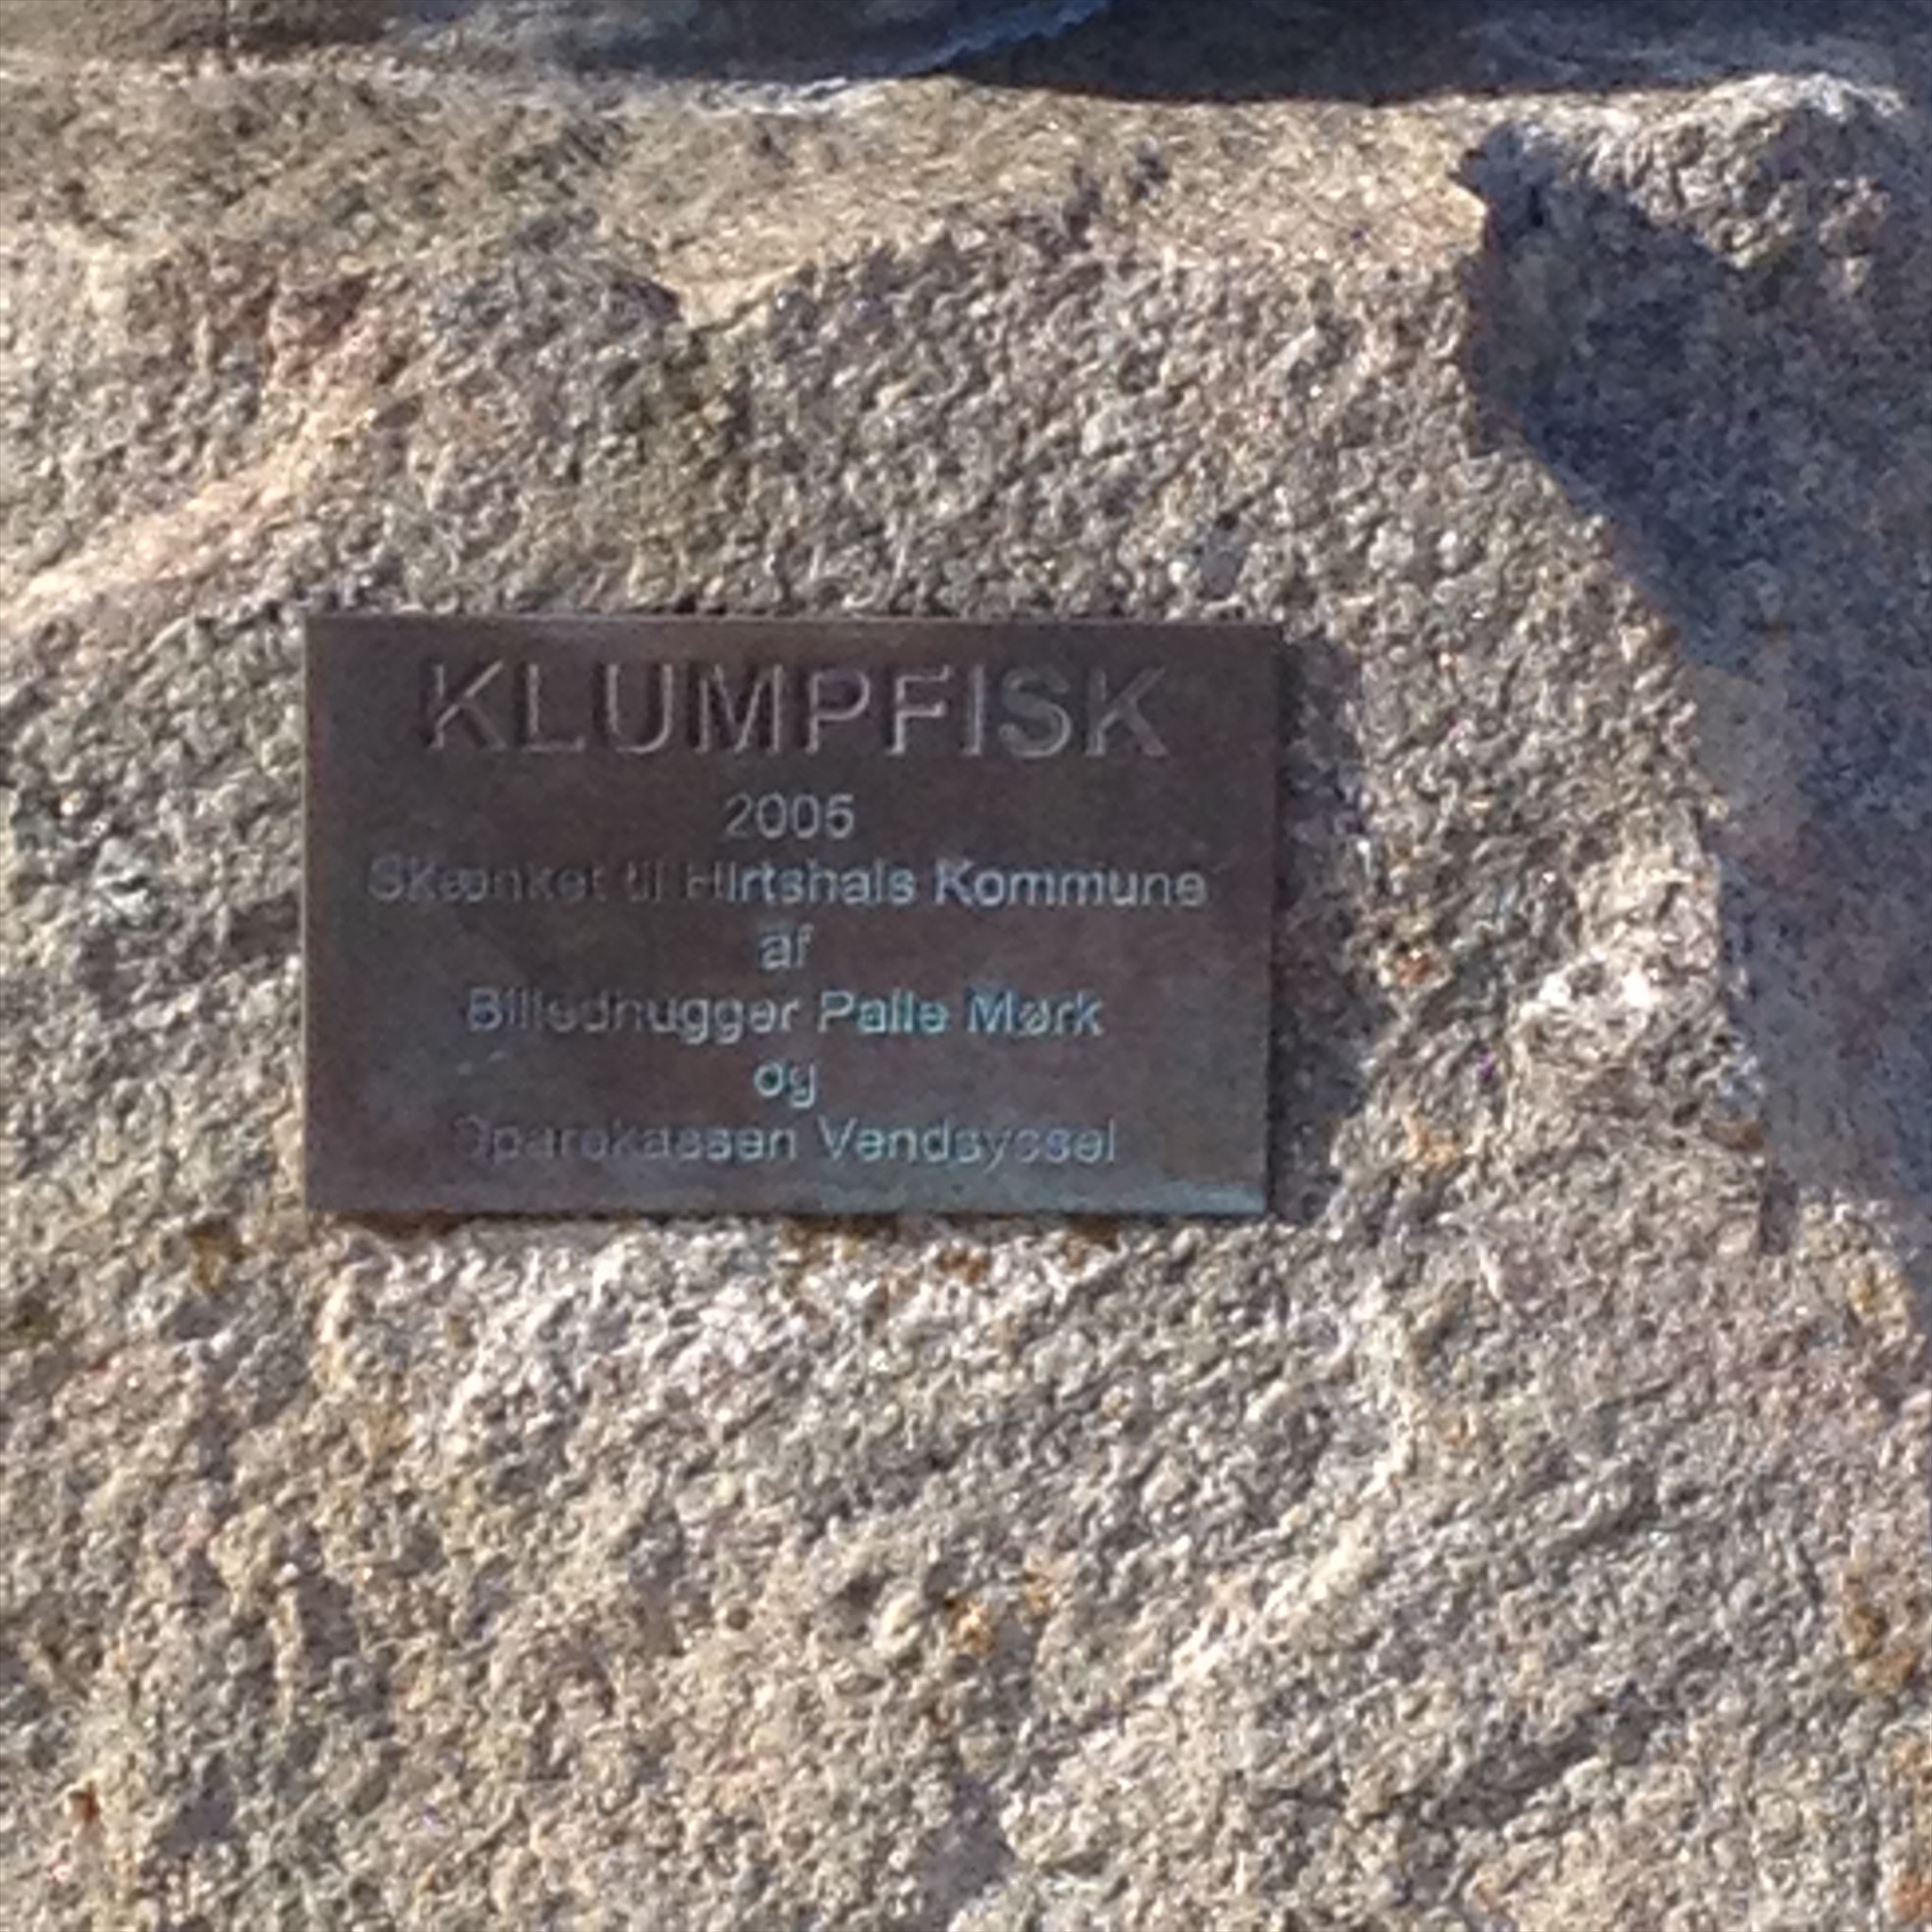 KLUMPFISK
2005
Skænket til Hirtshals Kommune
af
Billedhugger Palle Mørk
og
Sparekassen Vendsyssel